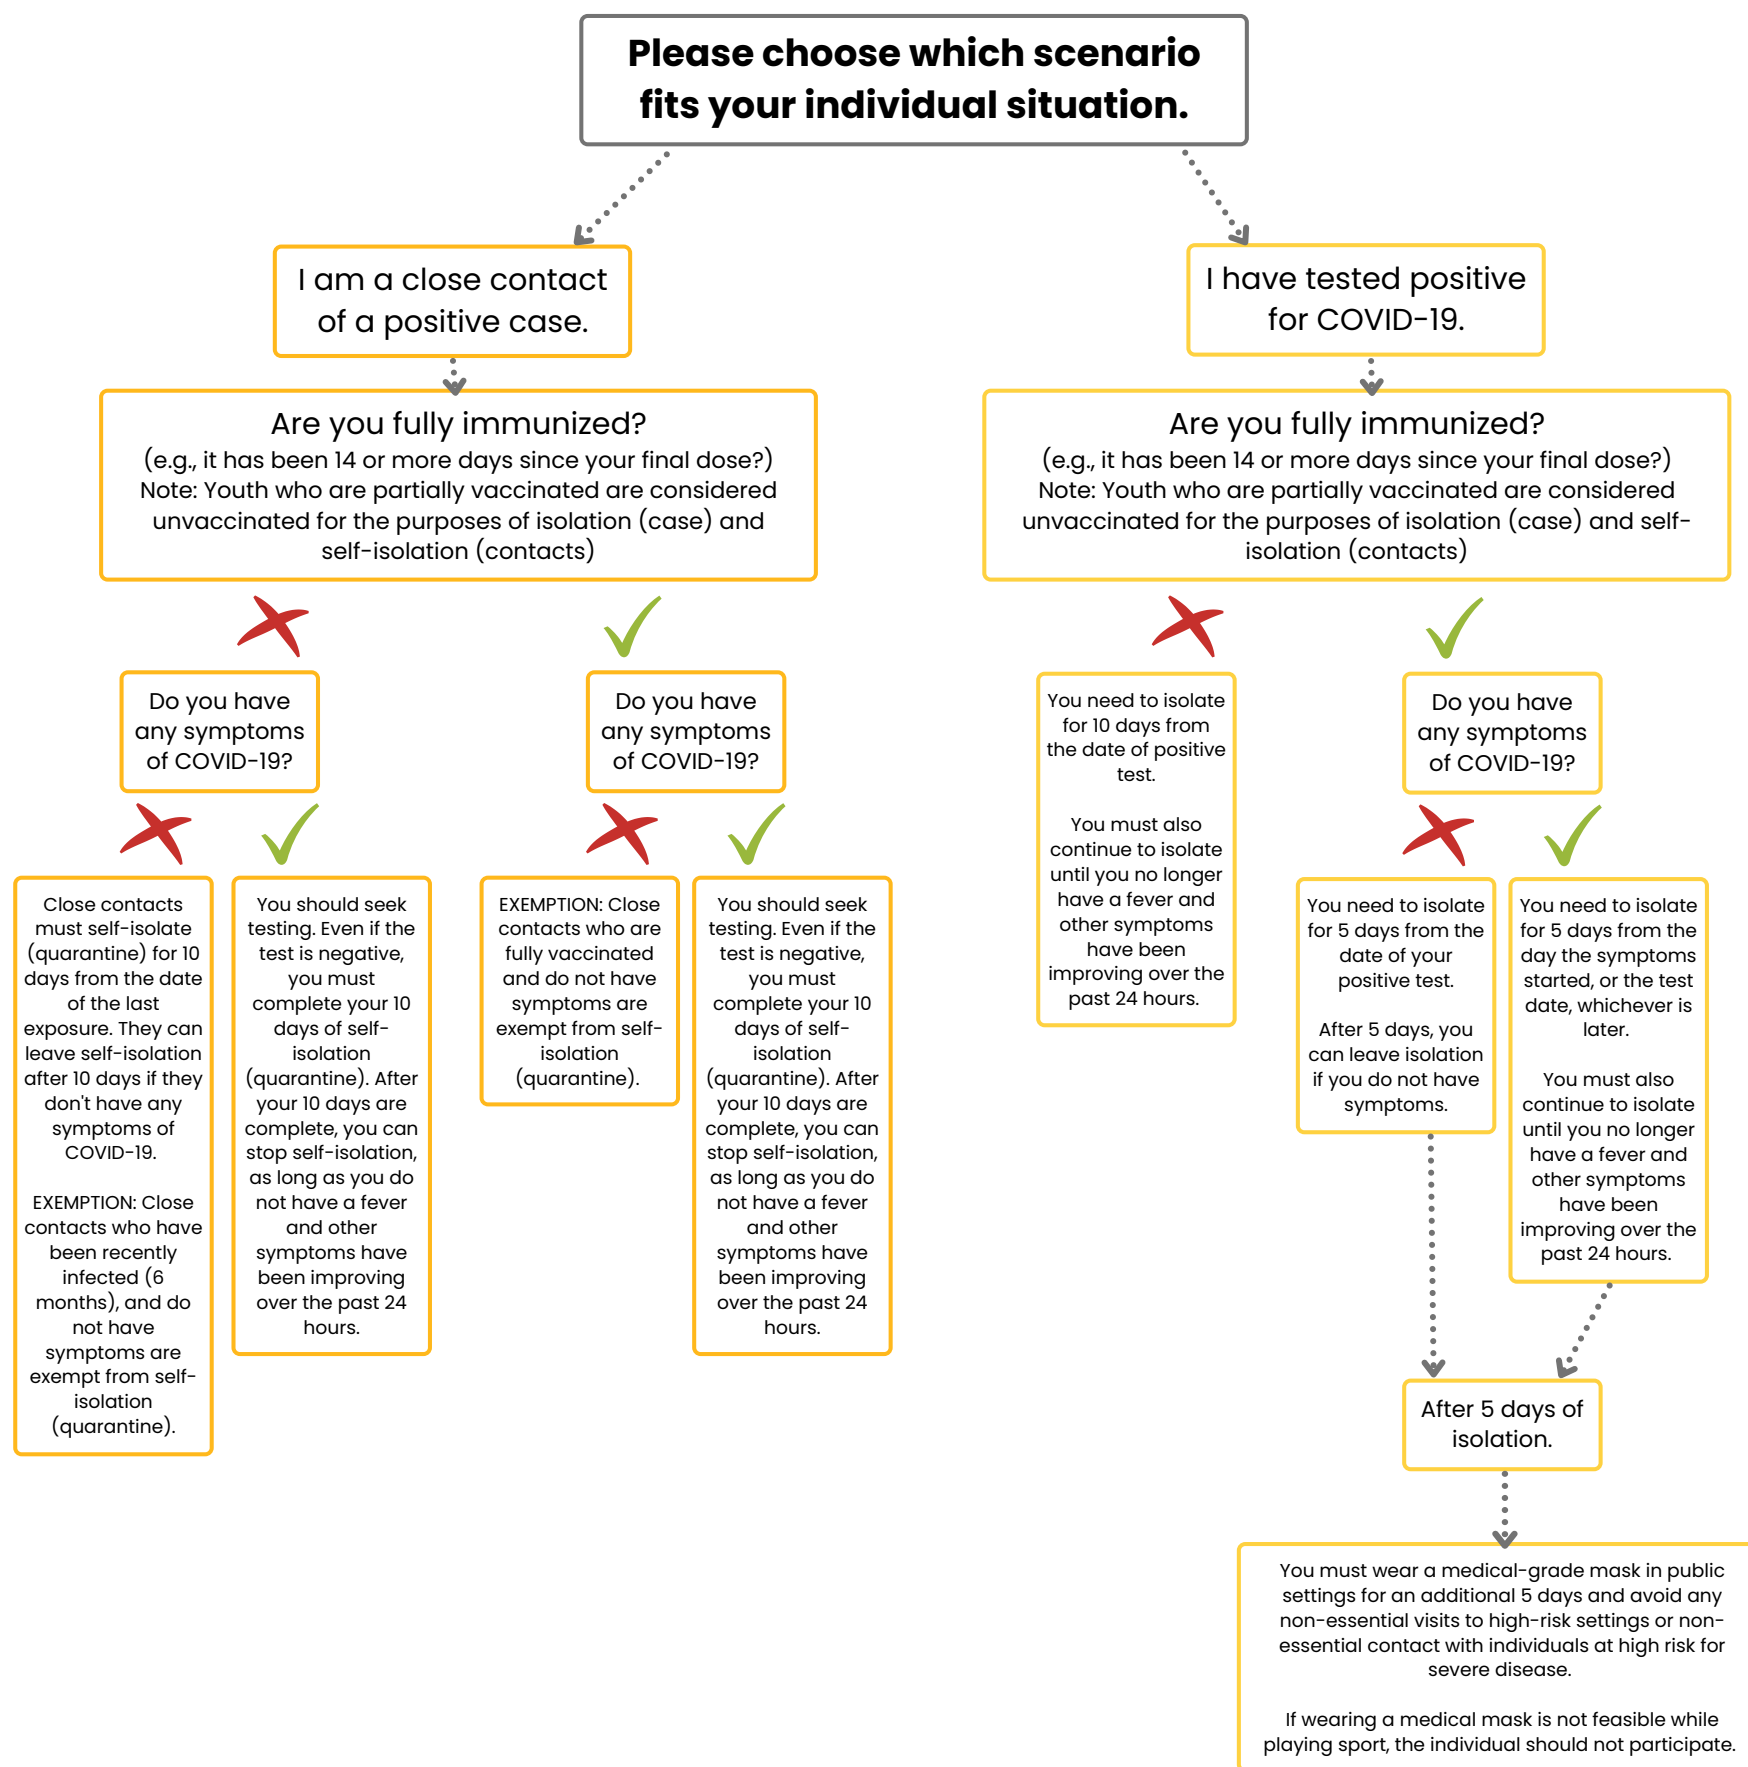 Please choose which scenario
fits your individual situation.
I am a close contact
of a positive case.
Are you fully immunized?
(e.g., it has been 14 or more days since your final dose?)
Note: Youth who are partially vaccinated are considered
unvaccinated for the purposes of isolation (case) and
self-isolation (contacts)
Do you have
any symptoms
of COVID-19?
Close contacts
must self-isolate
(quarantine) for 10
days from the date
of the last
exposure. They can
leave self-isolation
after 10 days if they
don't have any
symptoms of
COVID-19.
EXEMPTION: Close
contacts who have
been recently
infected (6
months), and do
not have
symptoms are
exempt from self-
isolation
(quarantine).
You should seek
testing. Even if the
test is negative,
you must
complete your 10
days of self-
isolation
(quarantine). After
your 10 days are
complete, you can
stop self-isolation,
as long as you do
not have a fever
and other
symptoms have
been improving
over the past 24
hours.
Do you have
any symptoms
of COVID-19?
EXEMPTION: Close
contacts who are
fully vaccinated
and do not have
symptoms are
exempt from self-
isolation
(quarantine).
You should seek
testing. Even if the
test is negative,
you must
complete your 10
days of self-
isolation
(quarantine). After
your 10 days are
complete, you can
stop self-isolation,
as long as you do
not have a fever
and other
symptoms have
been improving
over the past 24
hours.
I have tested positive
for COVID-19.
Are you fully immunized?
(e.g., it has been 14 or more days since your final dose?)
Note: Youth who are partially vaccinated are considered
unvaccinated for the purposes of isolation (case) and self-
isolation (contacts)
You need to isolate
for 10 days from
the date of positive
test.
You must also
continue to isolate
until you no longer
have a fever and
other symptoms
have been
improving over the
past 24 hours.
Do you have
any symptoms
of COVID-19?
You need to isolate
for 5 days from the
date of your
positive test.
After 5 days, you
can leave isolation
if you do not have
symptoms.
You need to isolate
for 5 days from the
day the symptoms
started, or the test
date, whichever is
later.
You must also
continue to isolate
until you no longer
have a fever and
other symptoms
have been
improving over the
past 24 hours.
After 5 days of
isolation.
You must wear a medical-grade mask in public
settings for an additional 5 days and avoid any
non-essential visits to high-risk settings or non-
essential contact with individuals at high risk for
severe disease.
If wearing a medical mask is not feasible while
playing sport, the individual should not participate.